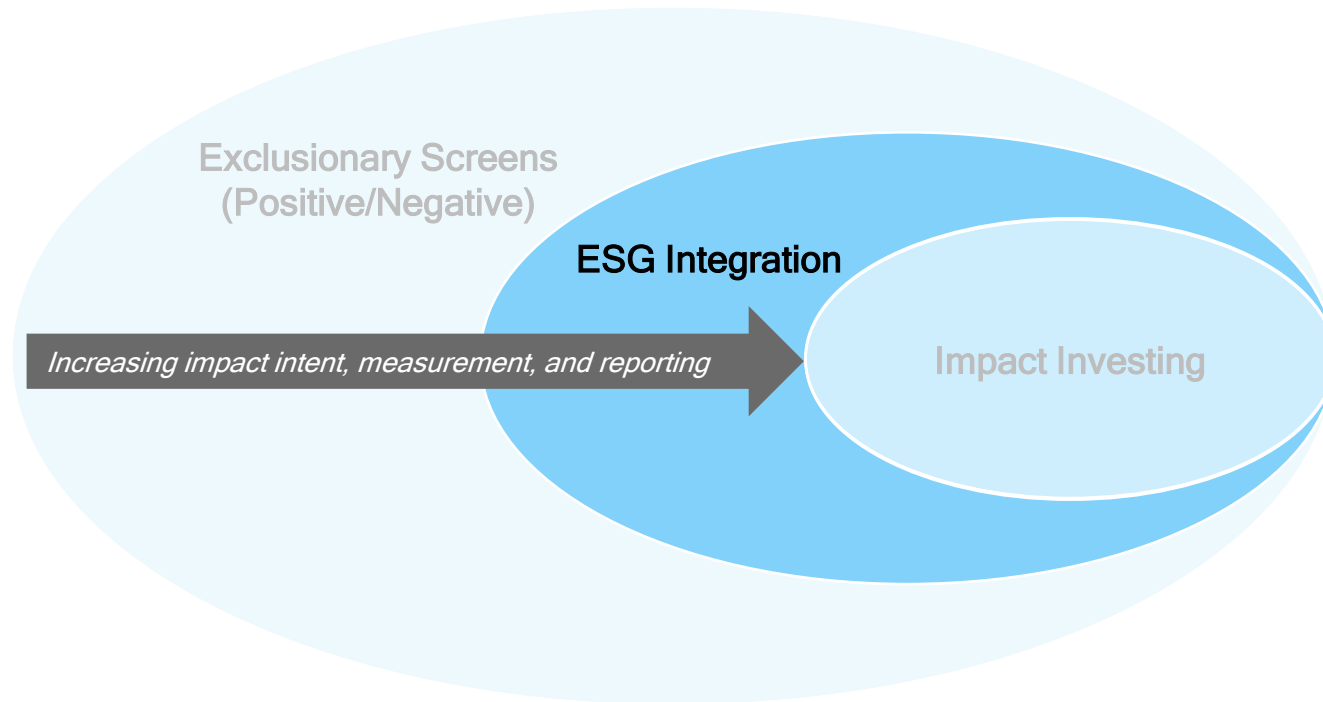 Exclusionary Screens
(Positive/Negative)
ESG Integration
Increasing impact intent, measurement, and reporting
Impact Investing